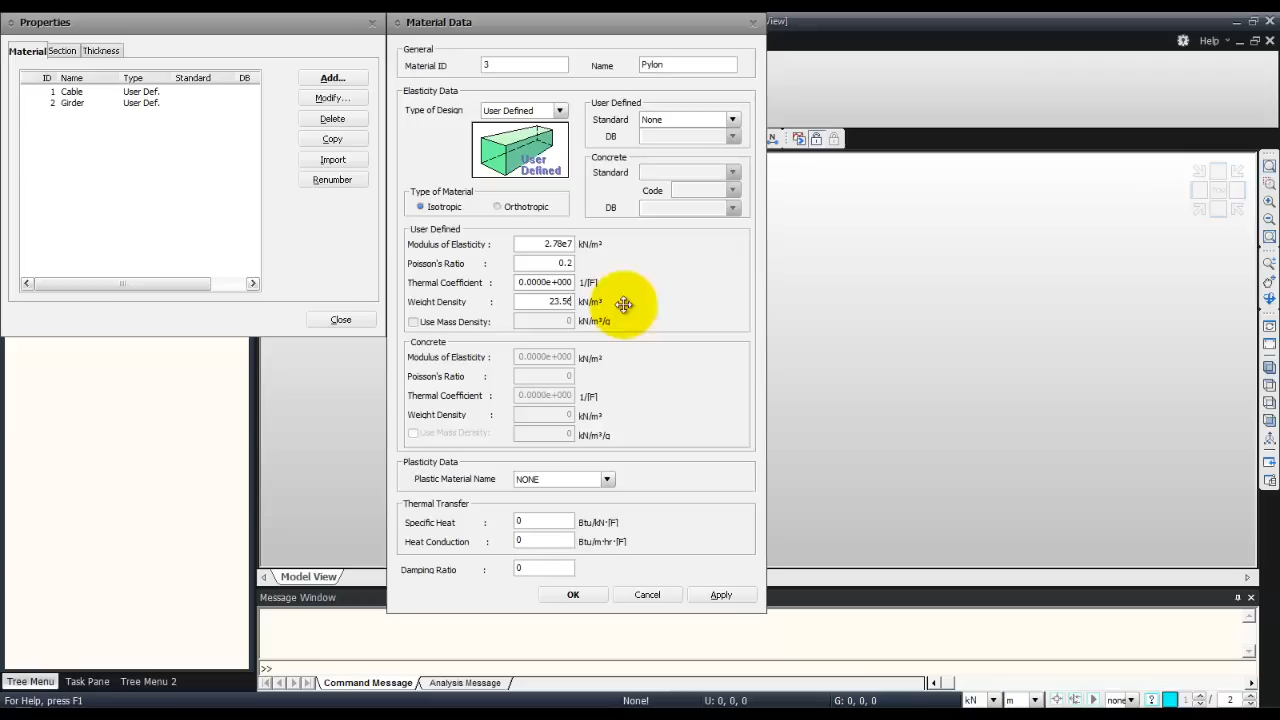 Properties
Material Section Thickness
ID Name Type Standard DB
1 Cable User Def.
2 Girder User Def.
Add...
Modify...
Delete
Copy
Import
Renumber
Close
Material Data
General
Material ID 3 Name Pylon
Elasticity Data
Type of Design User Defined
User Defined
User Defined
Standard None
DB
Concrete
Standard
Code
DB
Type of Material
Isotropic Orthotropic
User Defined
Modulus of Elasticity : 2.78e7 kN/m²
Poisson's Ratio : 0.2
Thermal Coefficient : 0.0000e+000 1/[F]
Weight Density : 23.56 kN/m³
Use Mass Density: 0 kN/m³/g
Concrete
Modulus of Elasticity : 0.0000e+000 kN/m²
Poisson's Ratio : 0
Thermal Coefficient : 0.0000e+000 1/[F]
Weight Density : 0 kN/m³
Use Mass Density: 0 kN/m³/g
Plasticity Data
Plastic Material Name NONE
Thermal Transfer
Specific Heat : 0 Btu/kN·[F]
Heat Conduction : 0 Btu/m·hr·[F]
Damping Ratio : 0
OK Cancel Apply
View]
Help
Model View
Message Window
>>
Tree Menu Task Pane Tree Menu 2
Command Message Analysis Message
For Help, press F1 Nonel U: 0, 0, 0 G: 0, 0, 0 kN m none 1 / 2